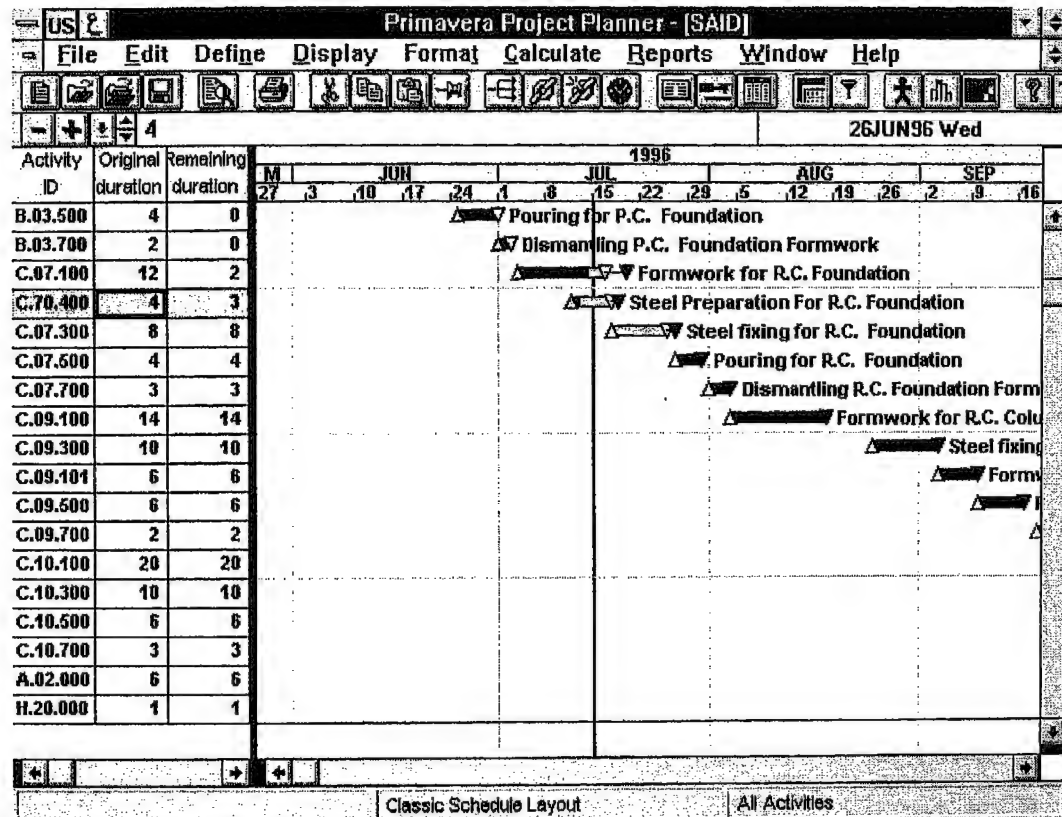 US Primavera Project Planner - [SAID]
File Edit Define Display Format Calculate Reports Window Help
4 26JUN96 Wed
Activity ID Original duration Remaining duration
1996
M JUN JUL AUG SEP
27 3 10 17 24 1 8 15 22 29 5 12 19 26 2 9 16
B.03.500 4 0 Pouring for P.C. Foundation
B.03.700 2 0 Dismantling P.C. Foundation Formwork
C.07.100 12 2 Formwork for R.C. Foundation
C.70.400 4 3 Steel Preparation For R.C. Foundation
C.07.300 8 8 Steel fixing for R.C. Foundation
C.07.500 4 4 Pouring for R.C. Foundation
C.07.700 3 3 Dismantling R.C. Foundation Form
C.09.100 14 14 Formwork for R.C. Colu
C.09.300 10 10 Steel fixing
C.09.101 6 6 Form
C.09.500 6 6
C.09.700 2 2
C.10.100 20 20
C.10.300 10 10
C.10.500 6 6
C.10.700 3 3
A.02.000 6 6
H.20.000 1 1
Classic Schedule Layout All Activities